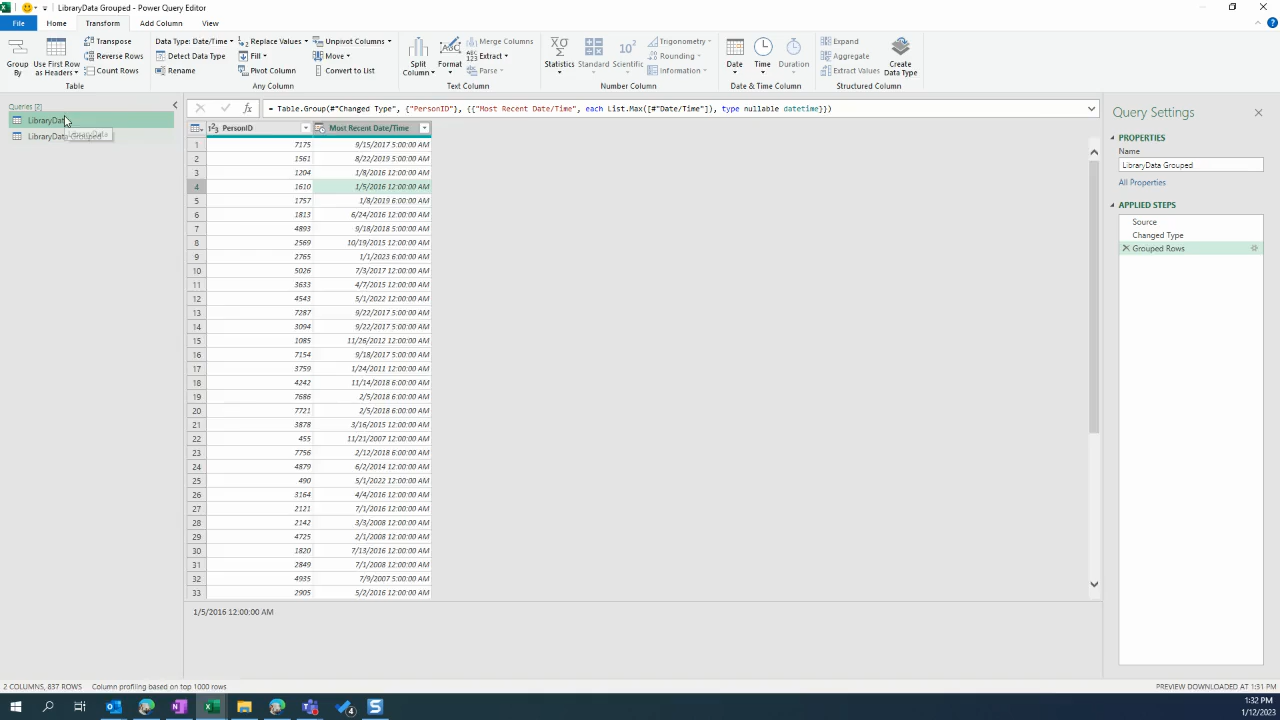 LibraryData Grouped - Power Query Editor
File
Home
Transform
Add Column
View
Group By
Use First Row as Headers
Transpose
Reverse Rows
Count Rows
Table
Data Type: Date/Time
Detect Data Type
Rename
Replace Values
Fill
Pivot Column
Unpivot Columns
Move
Convert to List
Any Column
Split Column
Format
Merge Columns
Extract
Parse
Text Column
Statistics
Standard
Scientific
Trigonometry
Rounding
Information
Number Column
Date
Time
Duration
Date & Time Column
Expand
Aggregate
Extract Values
Create Data Type
Structured Column
Queries [2]
LibraryData
LibraryData Grouped
= Table.Group(#"Changed Type", {"PersonID"}, {{"Most Recent Date/Time", each List.Max([#"Date/Time"]), type nullable datetime}})
PersonID Most Recent Date/Time
1 7175 9/15/2017 5:00:00 AM
2 1561 8/22/2019 5:00:00 AM
3 1204 1/8/2016 12:00:00 AM
4 1610 1/5/2016 12:00:00 AM
5 1757 1/8/2019 6:00:00 AM
6 1813 6/24/2016 12:00:00 AM
7 4893 9/18/2018 5:00:00 AM
8 2569 10/19/2015 12:00:00 AM
9 2765 1/1/2023 6:00:00 AM
10 5026 7/3/2017 12:00:00 AM
11 3633 4/7/2015 12:00:00 AM
12 4543 5/1/2022 12:00:00 AM
13 7287 9/22/2017 5:00:00 AM
14 3094 9/22/2017 5:00:00 AM
15 1085 11/26/2012 12:00:00 AM
16 7154 9/18/2017 5:00:00 AM
17 3759 1/24/2011 12:00:00 AM
18 4242 11/14/2018 6:00:00 AM
19 7686 2/5/2018 6:00:00 AM
20 7721 2/5/2018 6:00:00 AM
21 3878 3/16/2015 12:00:00 AM
22 455 11/21/2007 12:00:00 AM
23 7756 2/12/2018 6:00:00 AM
24 4879 6/2/2014 12:00:00 AM
25 490 5/1/2022 12:00:00 AM
26 3164 4/4/2016 12:00:00 AM
27 2121 7/1/2016 12:00:00 AM
28 2142 3/3/2008 12:00:00 AM
29 4725 2/1/2008 12:00:00 AM
30 1820 7/13/2016 12:00:00 AM
31 2849 7/1/2008 12:00:00 AM
32 4935 7/9/2007 5:00:00 AM
33 2905 5/2/2016 12:00:00 AM
1/5/2016 12:00:00 AM
Query Settings
PROPERTIES
Name
LibraryData Grouped
All Properties
APPLIED STEPS
Source
Changed Type
Grouped Rows
2 COLUMNS, 837 ROWS Column profiling based on top 1000 rows
PREVIEW DOWNLOADED AT 1:31 PM
1:32 PM
1/12/2023